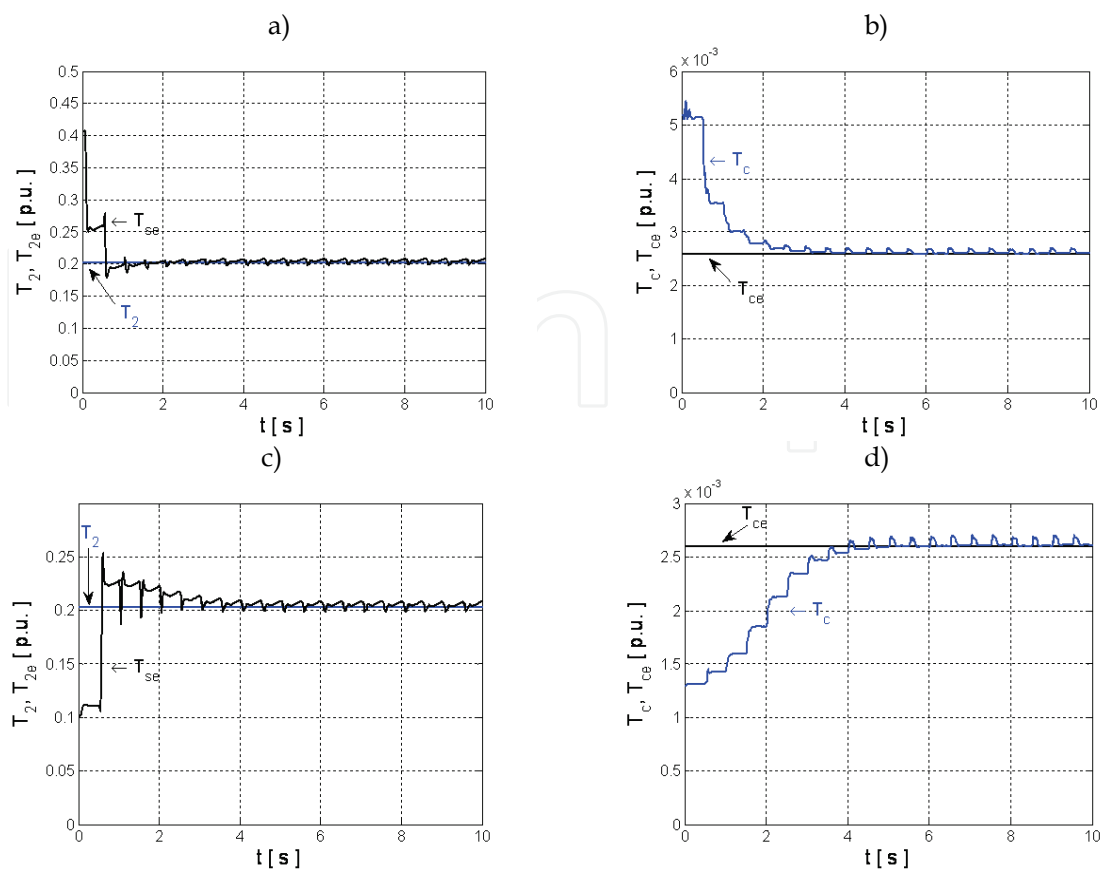 a)
0.5
0.45
0.4
0.35
0.3
0.25
0.2
0.15
0.1
0.05
0
T2, T2e [ p.u. ]
← Tse
T2
0 2 4 6 8 10
t [ s ]
b)
x 10-3
6
5
4
3
2
1
0
Tc, Tce [ p.u. ]
← Tc
Tce
0 2 4 6 8 10
t [ s ]
c)
0.25
0.2
0.15
0.1
0.05
0
T2, T2e [ p.u. ]
T2
← Tse
0 2 4 6 8 10
t [ s ]
d)
x 10-3
3
2.5
2
1.5
1
0.5
0
Tc, Tce [ p.u. ]
Tce
← Tc
0 2 4 6 8 10
t [ s ]